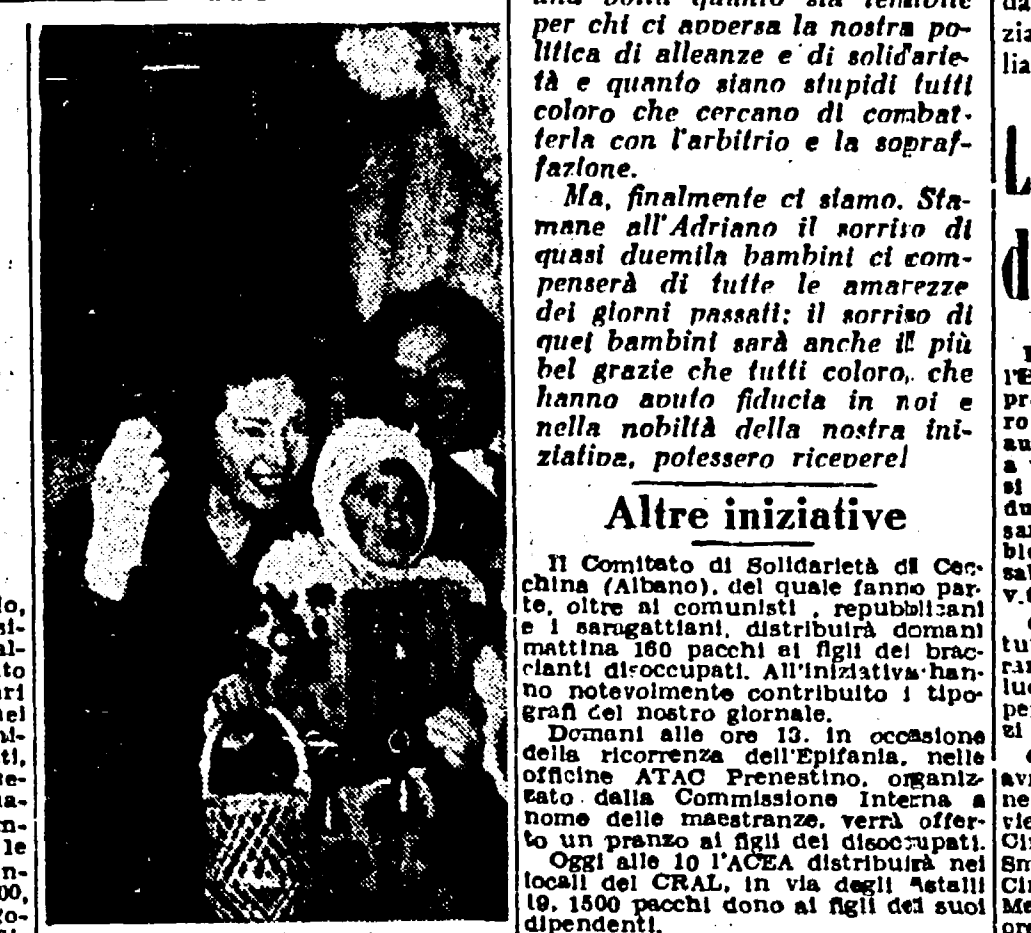 per chi ci avversa la nostra po-
litica di alleanze e di solidarie-
tà e quanto siano stupidi tutti
coloro che cercano di combat-
terla con l'arbitrio e la sopraf-
fazione.
Ma, finalmente ci siamo. Sta-
mane all'Adriano il sorriso di
quasi duemila bambini ci com-
penserà di tutte le amarezze
dei giorni passati; il sorriso di
quei bambini sarà anche il più
bel grazie che tutti coloro, che
hanno avuto fiducia in noi e
nella nobiltà della nostra ini-
ziativa, potessero ricevere!
Altre iniziative
Il Comitato di Solidarietà di Cec-
china (Albano), del quale fanno par-
te, oltre ai comunisti, repubblicani
e i saragattiani, distribuirà domani
mattina 160 pacchi ai figli dei brac-
cianti disoccupati. All'iniziativa han-
no notevolmente contribuito i tipo-
grafi del nostro giornale.
Domani alle ore 13, in occasione
della ricorrenza dell'Epifania, nelle
officine ATAC Prenestino, organiz-
zato dalla Commissione Interna a
nome delle maestranze, verrà offer-
to un pranzo ai figli dei disoccupati.
Oggi alle 10 l'ACEA distribuirà nei
locali del CRAL, in via degli Astalli
19, 1500 pacchi dono ai figli dei suoi
dipendenti.